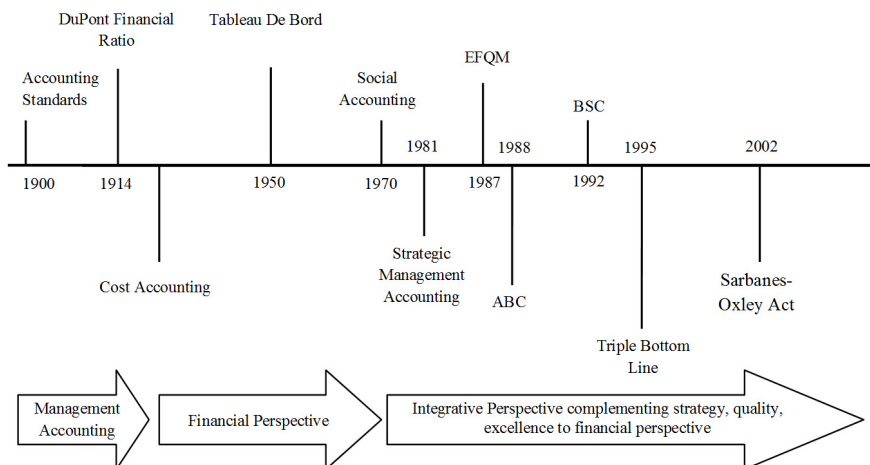 DuPont Financial
Ratio
Tableau De Bord
EFQM
Accounting
Standards
Social
Accounting
BSC
1981
1988
1995
2002
1900
1914
1950
1970
1987
1992
Cost Accounting
Strategic
Management
Accounting
ABC
Sarbanes-
Oxley Act
Triple Bottom
Line
Management
Accounting
Financial Perspective
Integrative Perspective complementing strategy, quality,
excellence to financial perspective